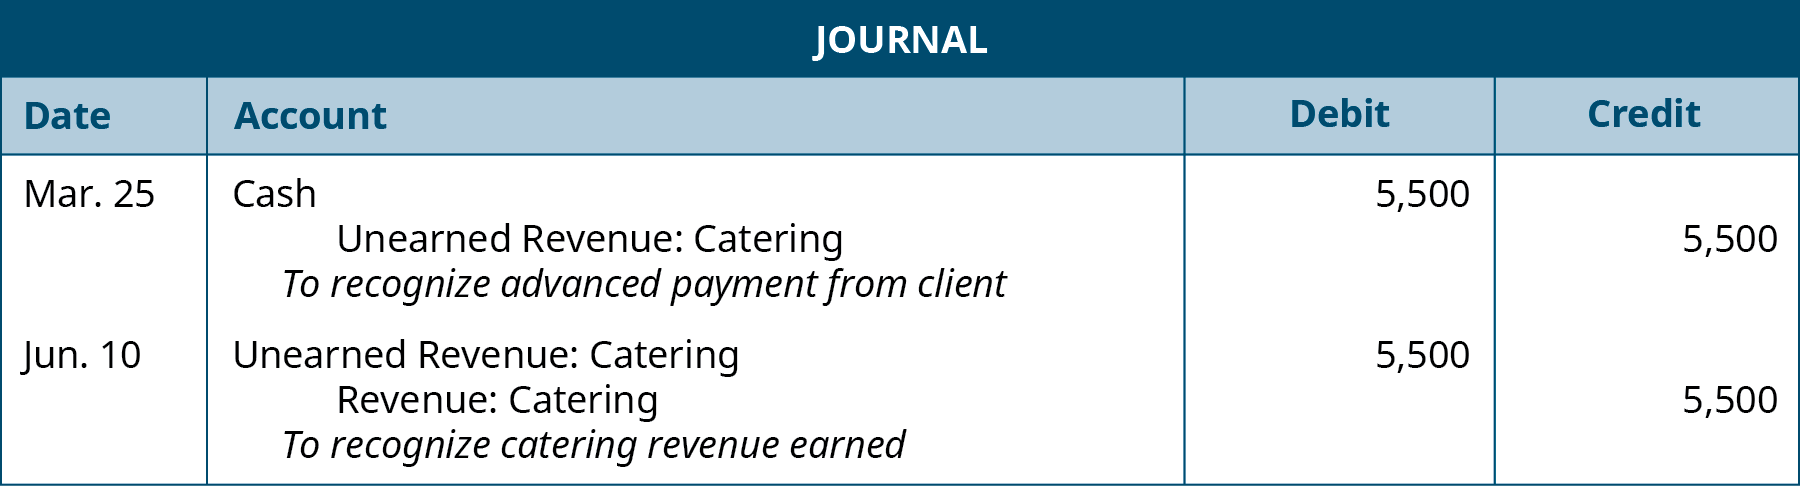 JOURNAL
Date Account Debit Credit
Mar. 25 Cash 5,500
Unearned Revenue: Catering 5,500
To recognize advanced payment from client
Jun. 10 Unearned Revenue: Catering 5,500
Revenue: Catering 5,500
To recognize catering revenue earned